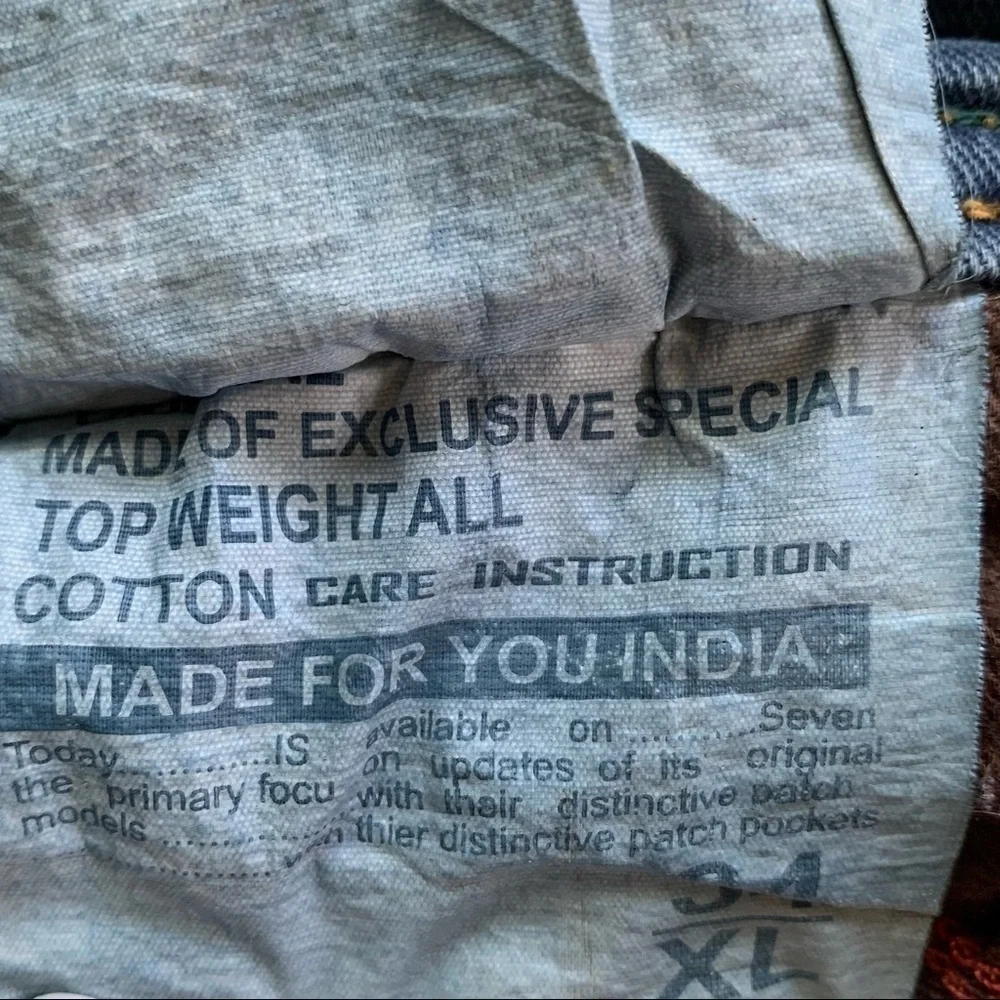 MADE OF EXCLUSIVE SPECIAL
TOP WEIGHT ALL
COTTON CARE INSTRUCTION
MADE FOR YOU INDIA
Today..............IS available on ............Seven
the primary focu on updates of its original
models with their distinctive patch
thier distinctive patch pockets
34
XL